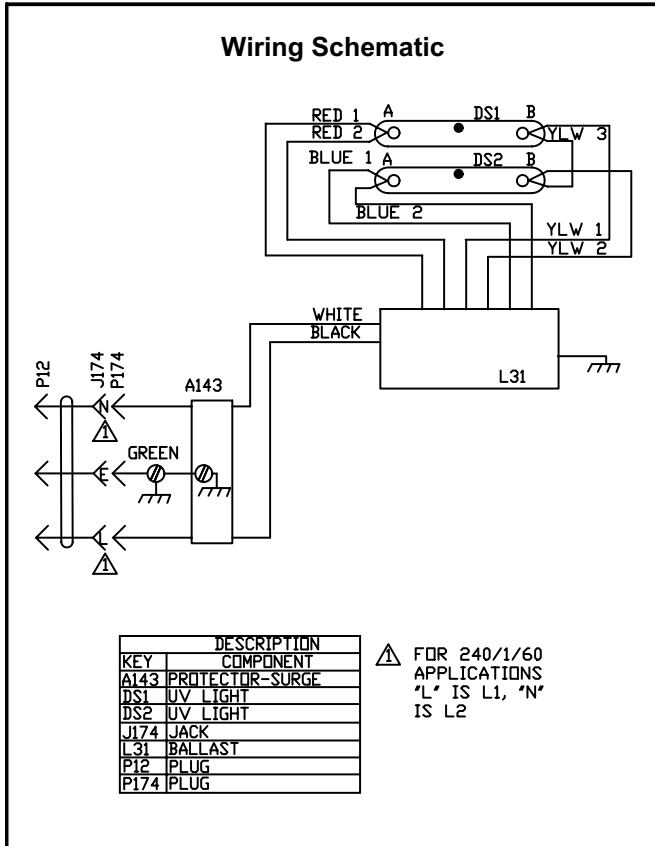 Wiring Schematic
RED 1 A DS1 B
RED 2 YLW 3
BLUE 1 A DS2 B
BLUE 2
YLW 1
YLW 2
WHITE
BLACK
L31
P12
J174
P174
A143
N
1
GREEN
E
L
1
DESCRIPTION
KEY COMPONENT
A143 PROTECTOR-SURGE
DS1 UV LIGHT
DS2 UV LIGHT
J174 JACK
L31 BALLAST
P12 PLUG
P174 PLUG
1 FOR 240/1/60
APPLICATIONS
"L" IS L1, "N"
IS L2